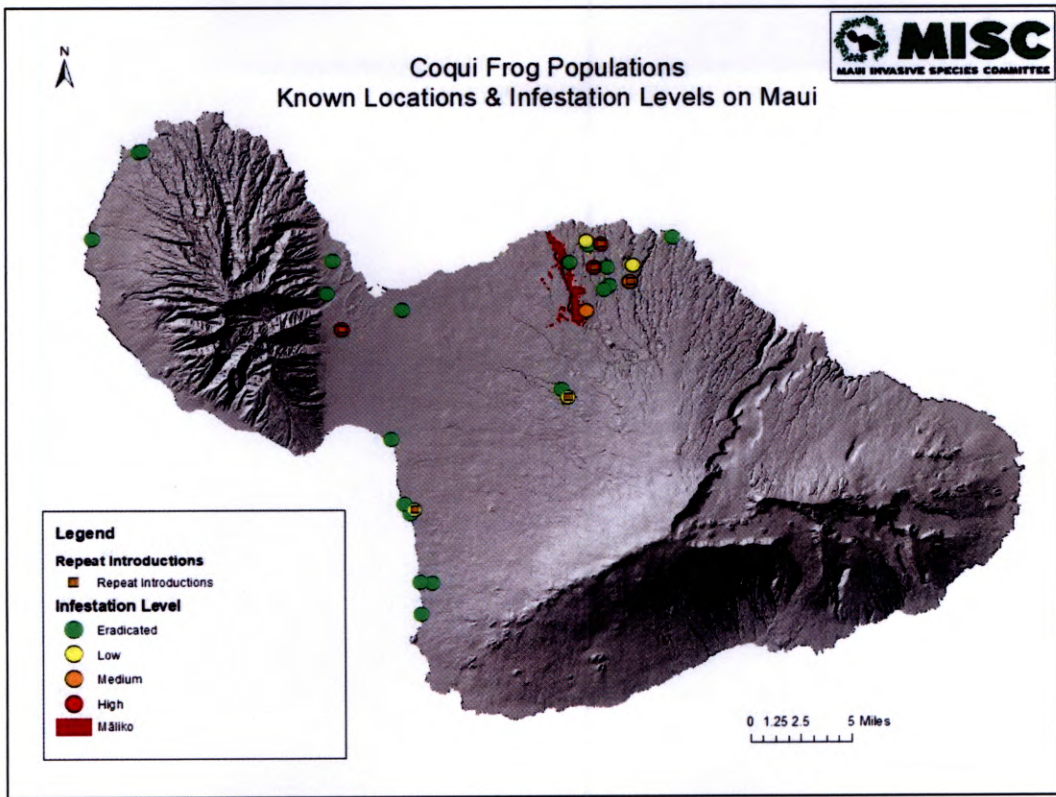 MISC
MAUI INVASIVE SPECIES COMMITTEE
N
Coqui Frog Populations
Known Locations & Infestation Levels on Maui
Legend
Repeat Introductions
Repeat Introductions
Infestation Level
Eradicated
Low
Medium
High
Māliko
0 1.25 2.5 5 Miles